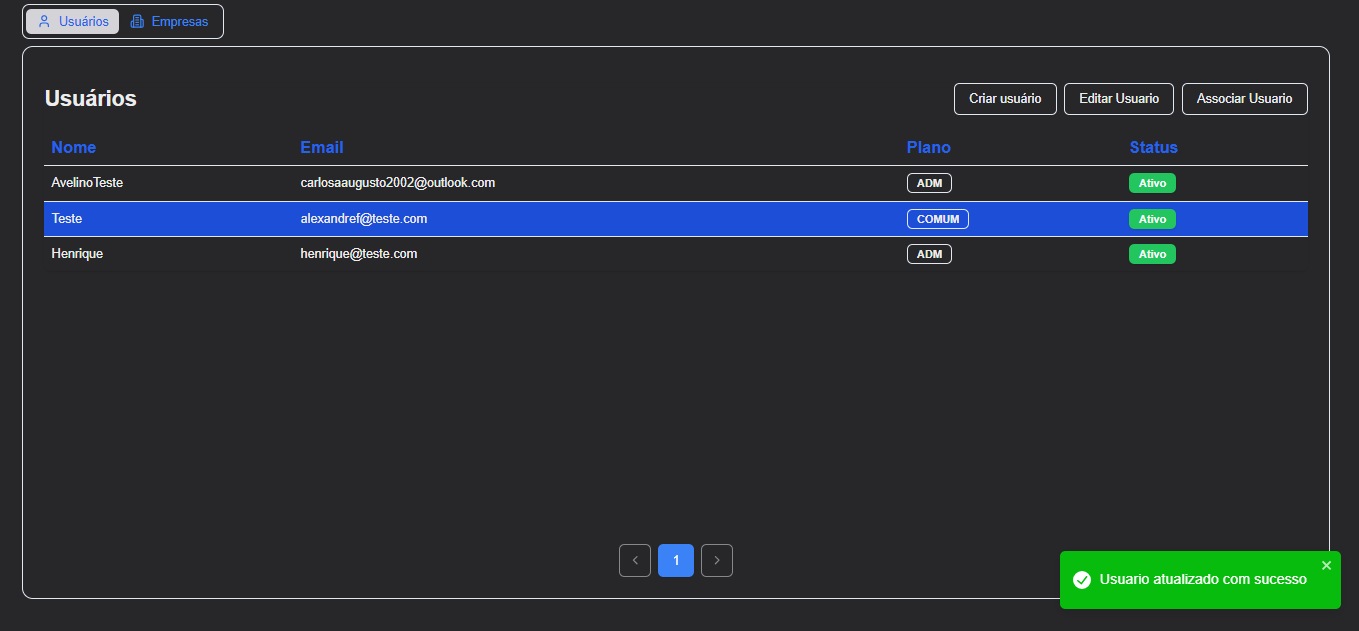 Usuários Empresas
Usuários
Criar usuário Editar Usuario Associar Usuario
Nome Email Plano Status
AvelinoTeste carlosaaugusto2002@outlook.com ADM Ativo
Teste alexandref@teste.com COMUM Ativo
Henrique henrique@teste.com ADM Ativo
1
Usuario atualizado com sucesso